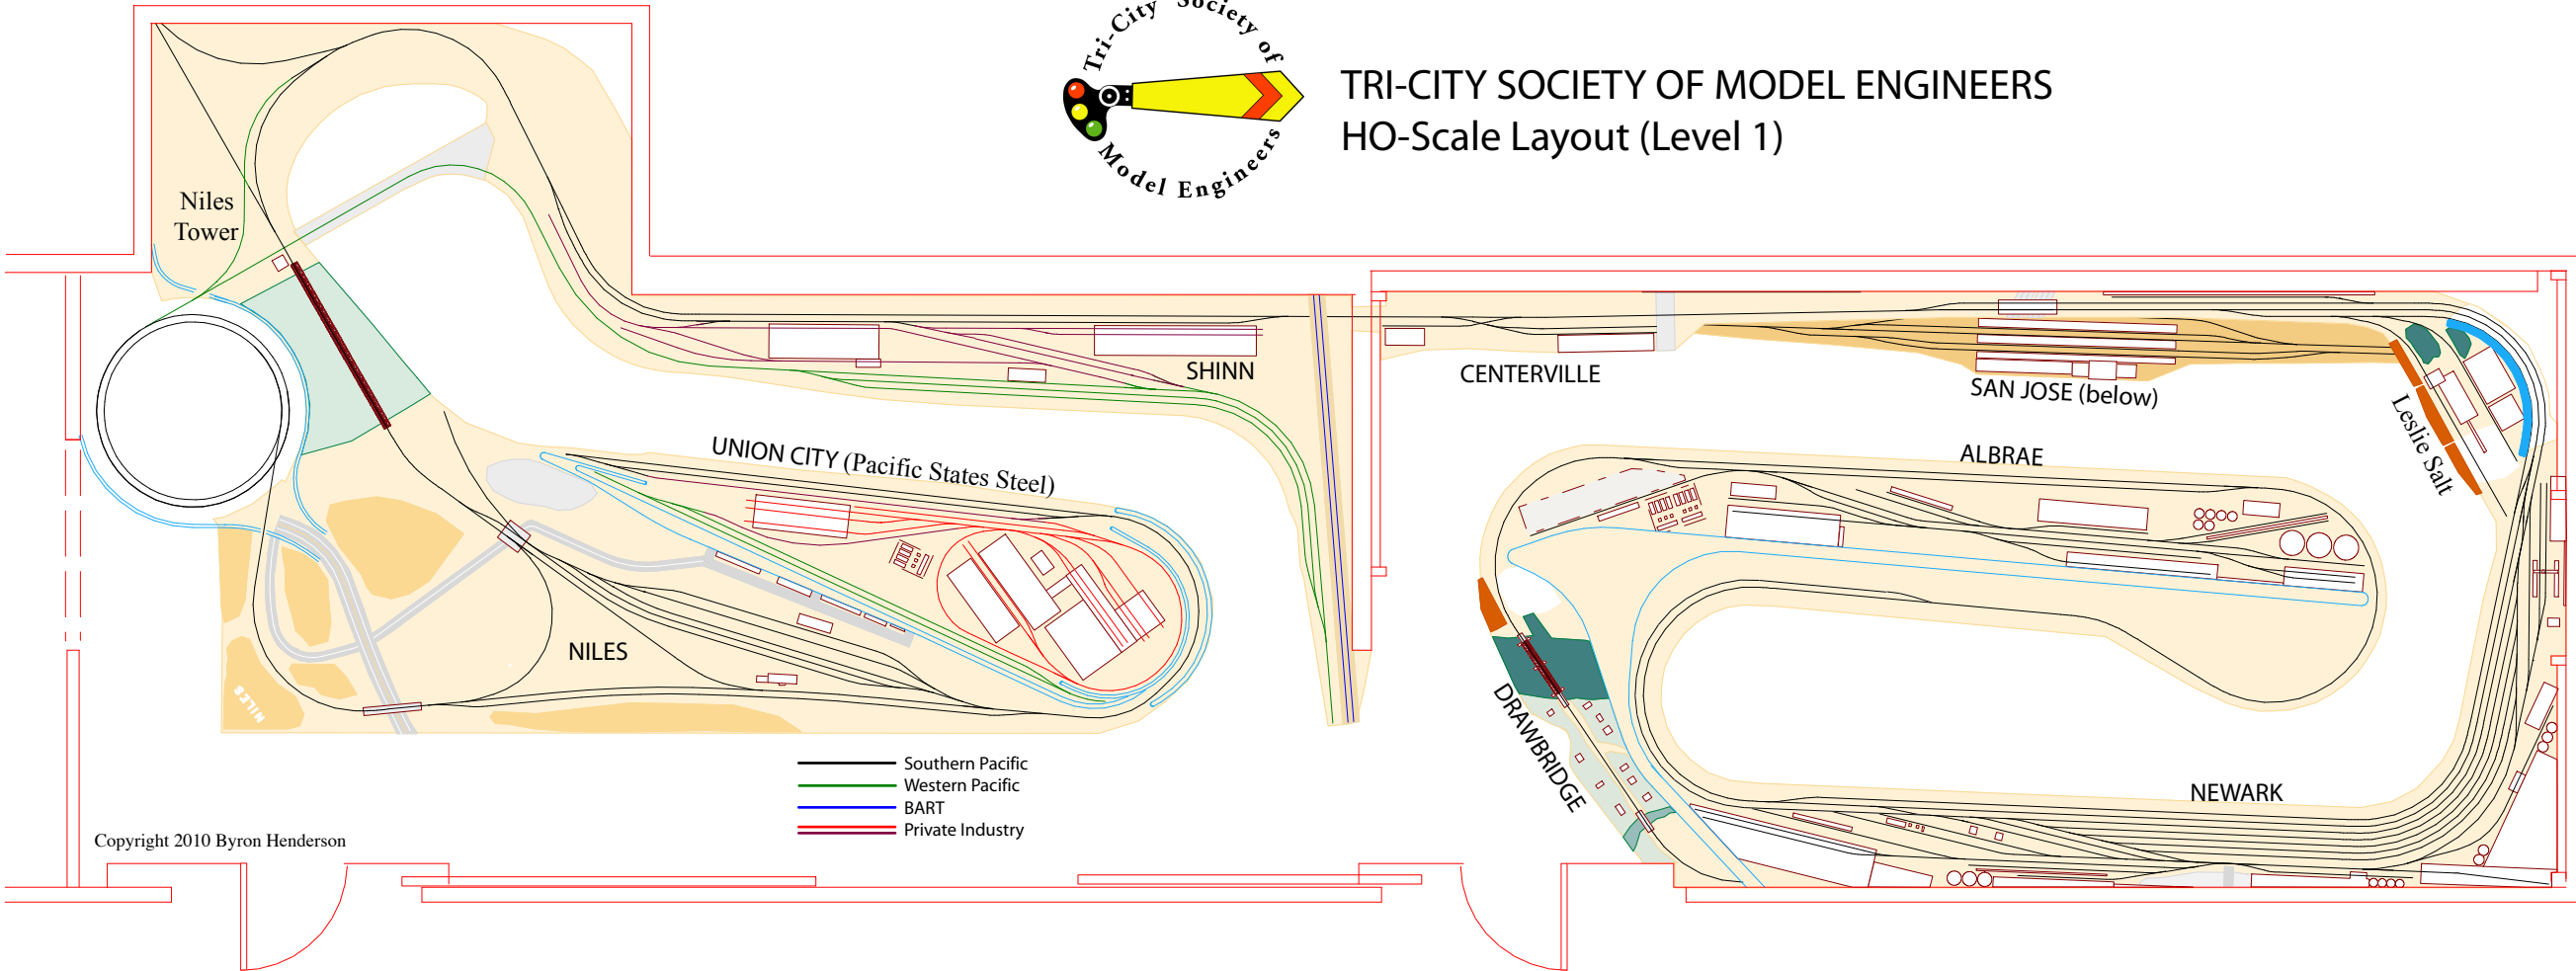 Tri-City Society of
Model Engineers
TRI-CITY SOCIETY OF MODEL ENGINEERS
HO-Scale Layout (Level 1)
Niles
Tower
SHINN
CENTERVILLE
SAN JOSE (below)
Leslie Salt
UNION CITY (Pacific States Steel)
ALBRAE
NILES
NILES
DRAWBRIDGE
NEWARK
Southern Pacific
Western Pacific
BART
Private Industry
Copyright 2010 Byron Henderson